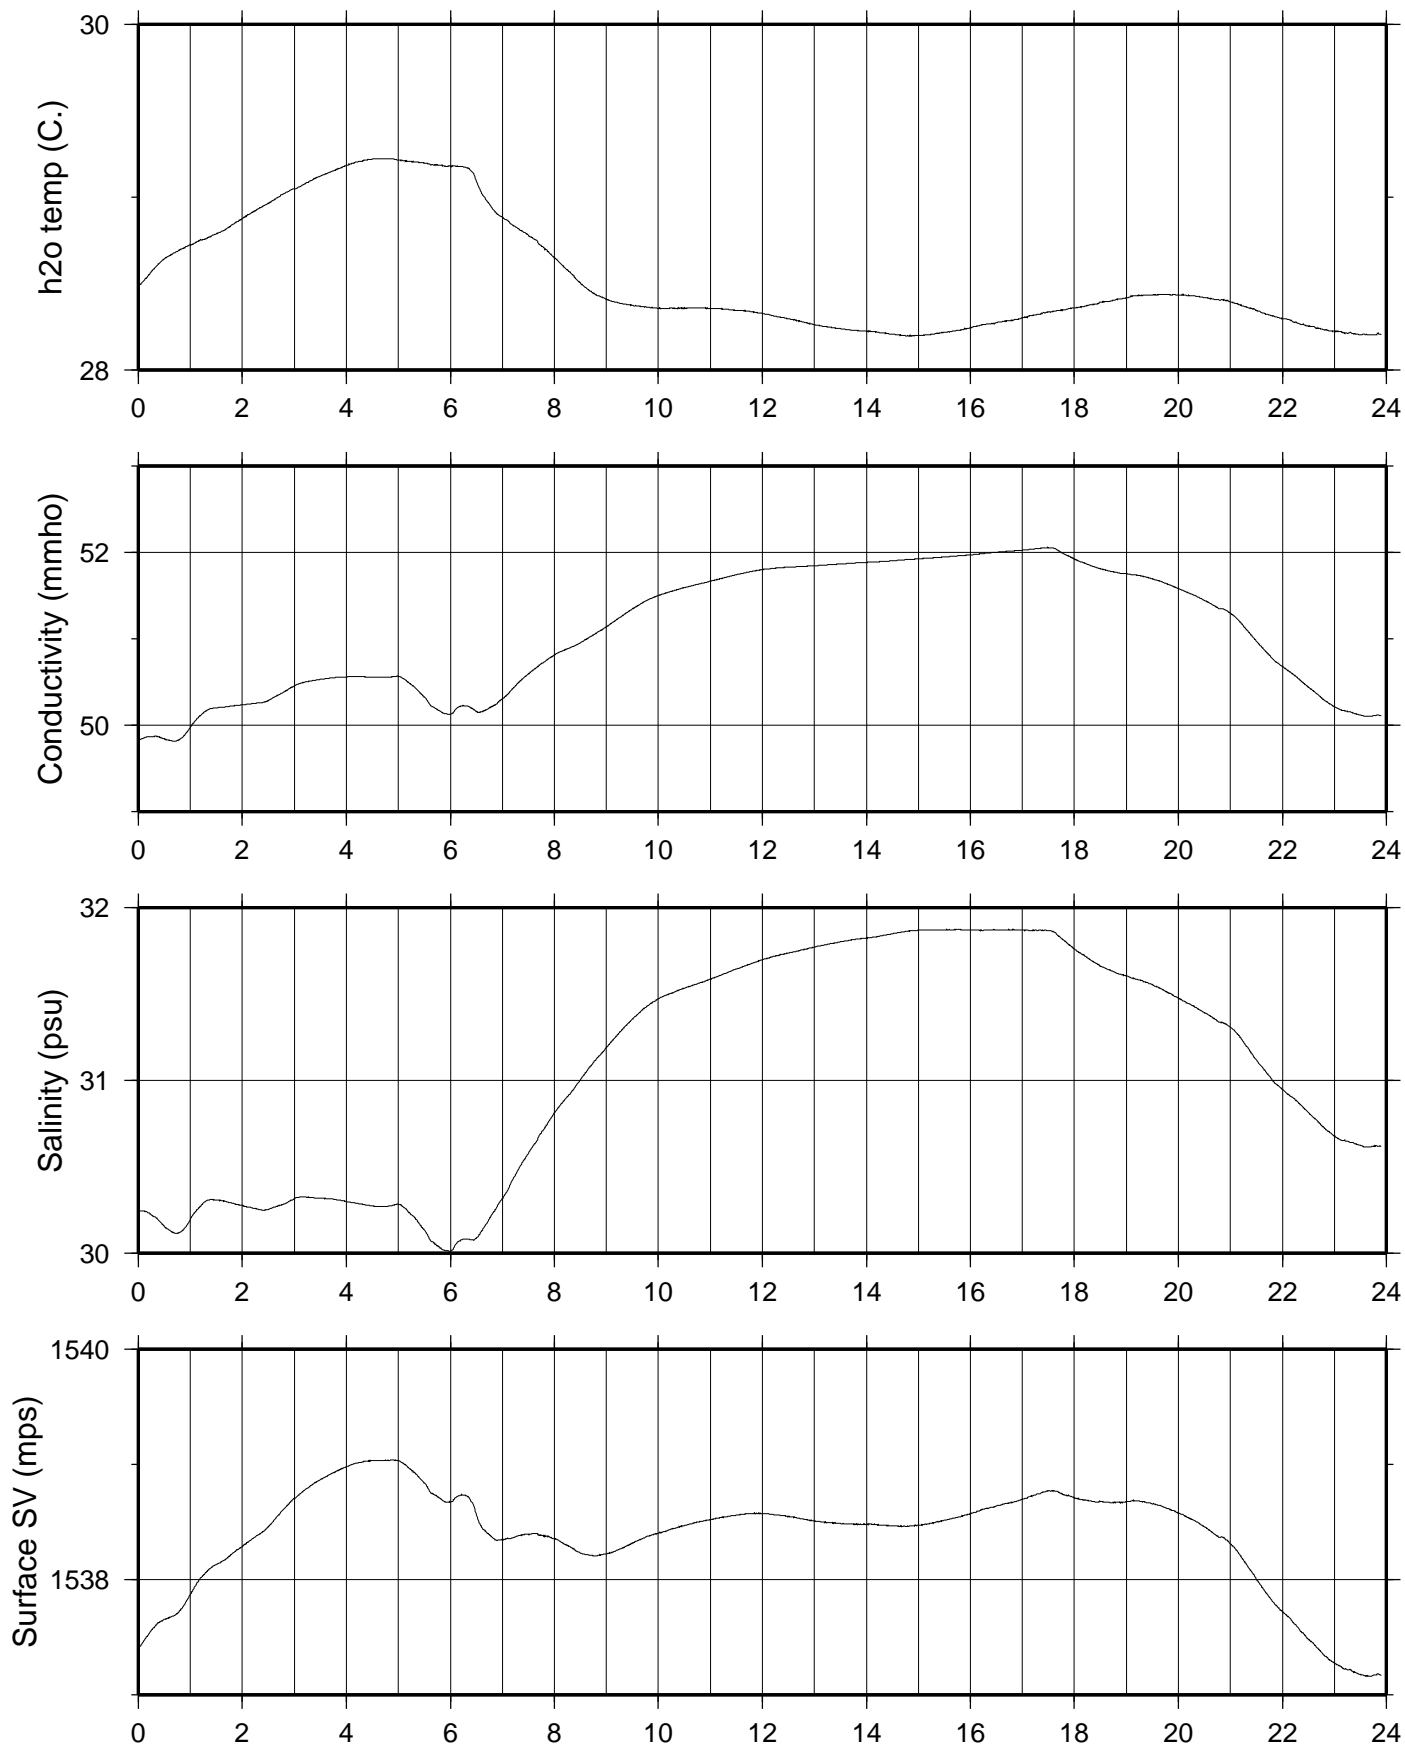 30
28
h2o temp (C.)
0 2 4 6 8 10 12 14 16 18 20 22 24
52
50
Conductivity (mmho)
0 2 4 6 8 10 12 14 16 18 20 22 24
32
31
30
Salinity (psu)
0 2 4 6 8 10 12 14 16 18 20 22 24
1540
1538
Surface SV (mps)
0 2 4 6 8 10 12 14 16 18 20 22 24